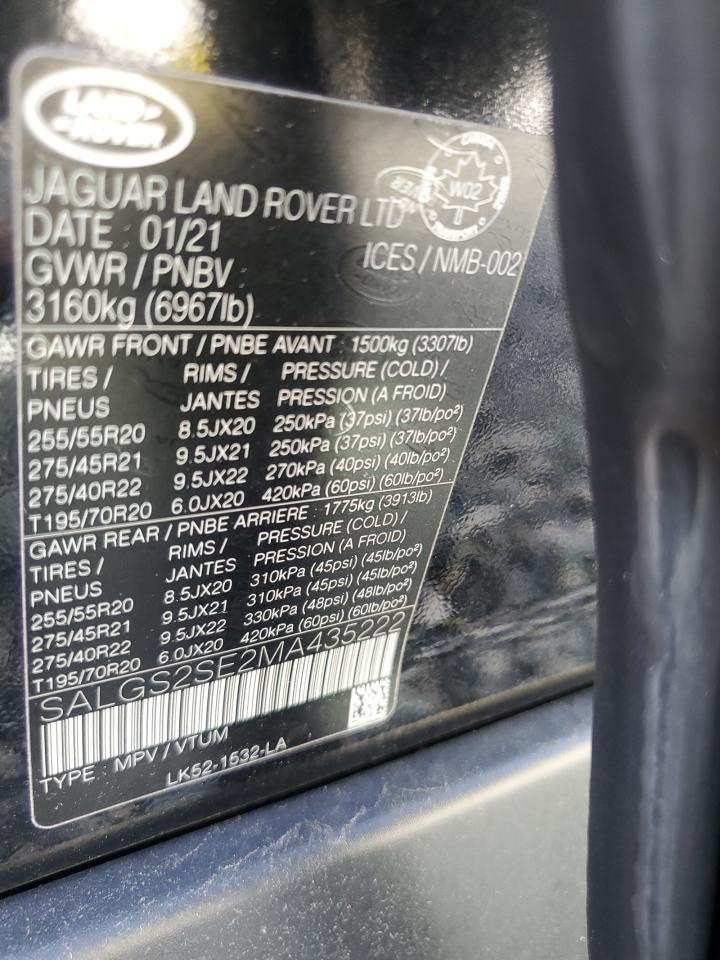 LAND ROVER
CANADA
W02
JAGUAR LAND ROVER LTD
DATE : 01/21
ICES / NMB-002
GVWR / PNBV :
3160kg (6967lb)
GAWR FRONT / PNBE AVANT : 1500kg (3307lb)
TIRES / RIMS / PRESSURE (COLD) /
PNEUS JANTES PRESSION (A FROID)
255/55R20 8.5JX20 250kPa (37psi) (37lb/po²)
275/45R21 9.5JX21 250kPa (37psi) (37lb/po²)
275/40R22 9.5JX22 270kPa (40psi) (40lb/po²)
T195/70R20 6.0JX20 420kPa (60psi) (60lb/po²)
GAWR REAR / PNBE ARRIERE : 1775kg (3913lb)
TIRES / RIMS / PRESSURE (COLD) /
PNEUS JANTES PRESSION (A FROID)
255/55R20 8.5JX20 310kPa (45psi) (45lb/po²)
275/45R21 9.5JX21 310kPa (45psi) (45lb/po²)
275/40R22 9.5JX22 330kPa (48psi) (48lb/po²)
T195/70R20 6.0JX20 420kPa (60psi) (60lb/po²)
SALGS2SE2MA435222
TYPE : MPV / VTUM
LK52-1532-LA